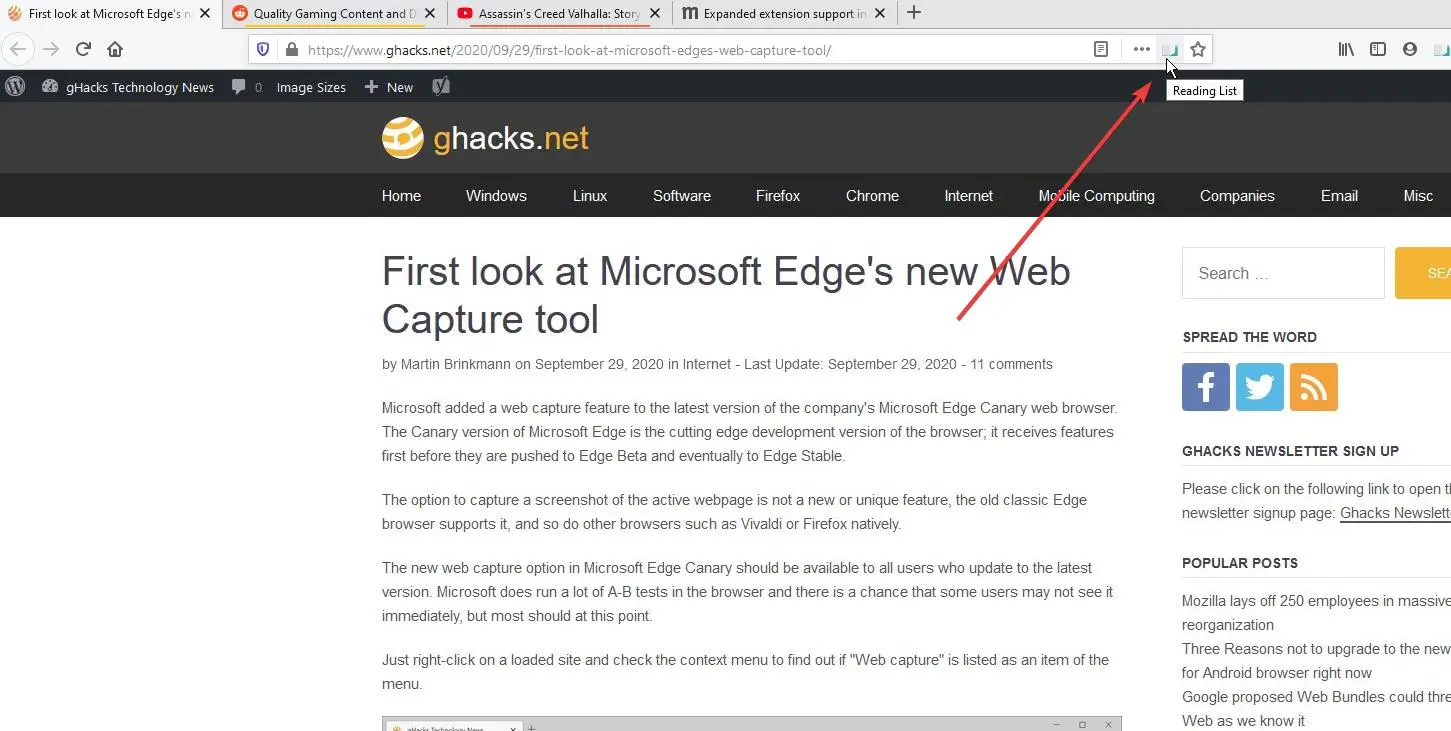 First look at Microsoft Edge's n
Quality Gaming Content and D
Assassin's Creed Valhalla: Story
Expanded extension support in
https://www.ghacks.net/2020/09/29/first-look-at-microsoft-edges-web-capture-tool/
Reading List
gHacks Technology News
0
Image Sizes
New
ghacks.net
Home
Windows
Linux
Software
Firefox
Chrome
Internet
Mobile Computing
Companies
Email
Misc
First look at Microsoft Edge's new Web
Capture tool
by Martin Brinkmann on September 29, 2020 in Internet - Last Update: September 29, 2020 - 11 comments
Microsoft added a web capture feature to the latest version of the company's Microsoft Edge Canary web browser.
The Canary version of Microsoft Edge is the cutting edge development version of the browser; it receives features
first before they are pushed to Edge Beta and eventually to Edge Stable.
The option to capture a screenshot of the active webpage is not a new or unique feature, the old classic Edge
browser supports it, and so do other browsers such as Vivaldi or Firefox natively.
The new web capture option in Microsoft Edge Canary should be available to all users who update to the latest
version. Microsoft does run a lot of A-B tests in the browser and there is a chance that some users may not see it
immediately, but most should at this point.
Just right-click on a loaded site and check the context menu to find out if "Web capture" is listed as an item of the
menu.
gHacks Technology News
Search …
SEA
SPREAD THE WORD
GHACKS NEWSLETTER SIGN UP
Please click on the following link to open t
newsletter signup page: Ghacks Newslett
POPULAR POSTS
Mozilla lays off 250 employees in massive
reorganization
Three Reasons not to upgrade to the new
for Android browser right now
Google proposed Web Bundles could thre
Web as we know it